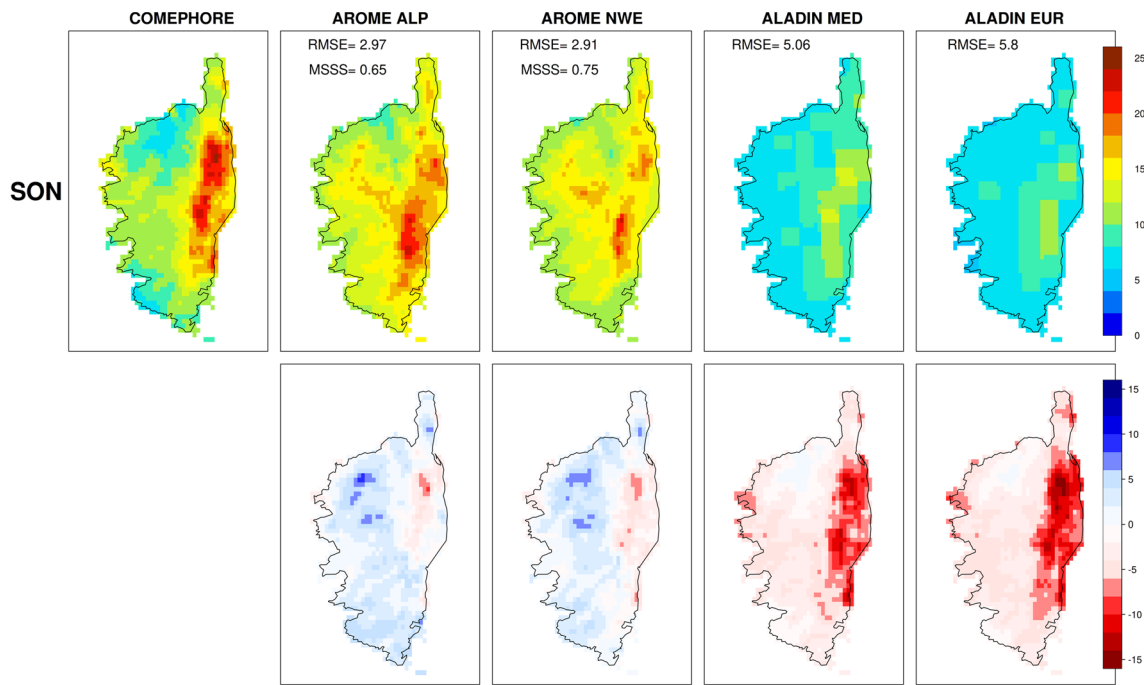 COMEPHORE
AROME ALP
AROME NWE
ALADIN MED
ALADIN EUR
RMSE= 2.97
MSSS= 0.65
RMSE= 2.91
MSSS= 0.75
RMSE= 5.06
RMSE= 5.8
SON
25
20
15
10
5
0
15
10
5
0
-5
-10
-15